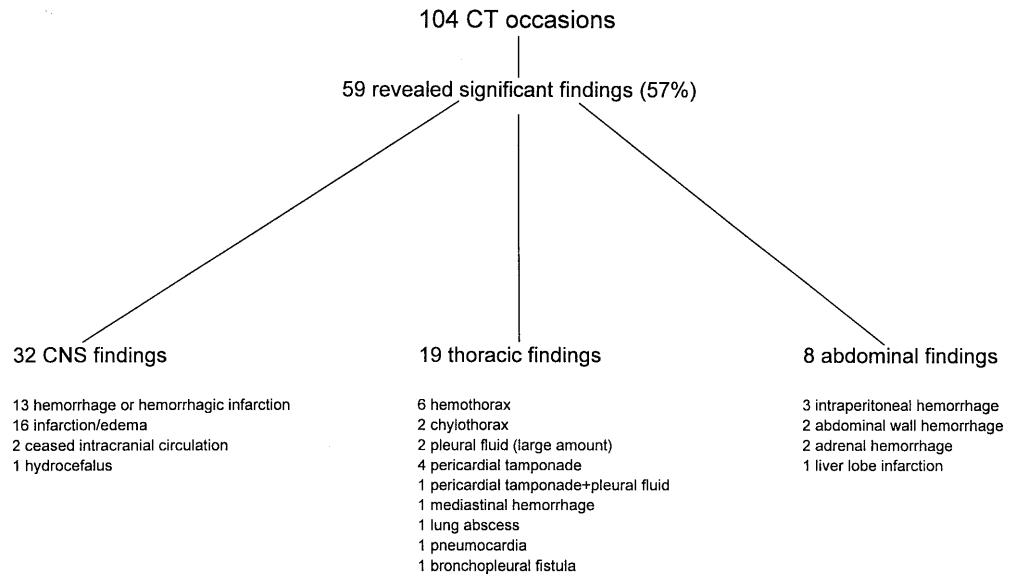 104 CT occasions
59 revealed significant findings (57%)
32 CNS findings
13 hemorrhage or hemorrhagic infarction
16 infarction/edema
2 ceased intracranial circulation
1 hydrocefalus
19 thoracic findings
6 hemothorax
2 chylothorax
2 pleural fluid (large amount)
4 pericardial tamponade
1 pericardial tamponade+pleural fluid
1 mediastinal hemorrhage
1 lung abscess
1 pneumocardia
1 bronchopleural fistula
8 abdominal findings
3 intraperitoneal hemorrhage
2 abdominal wall hemorrhage
2 adrenal hemorrhage
1 liver lobe infarction